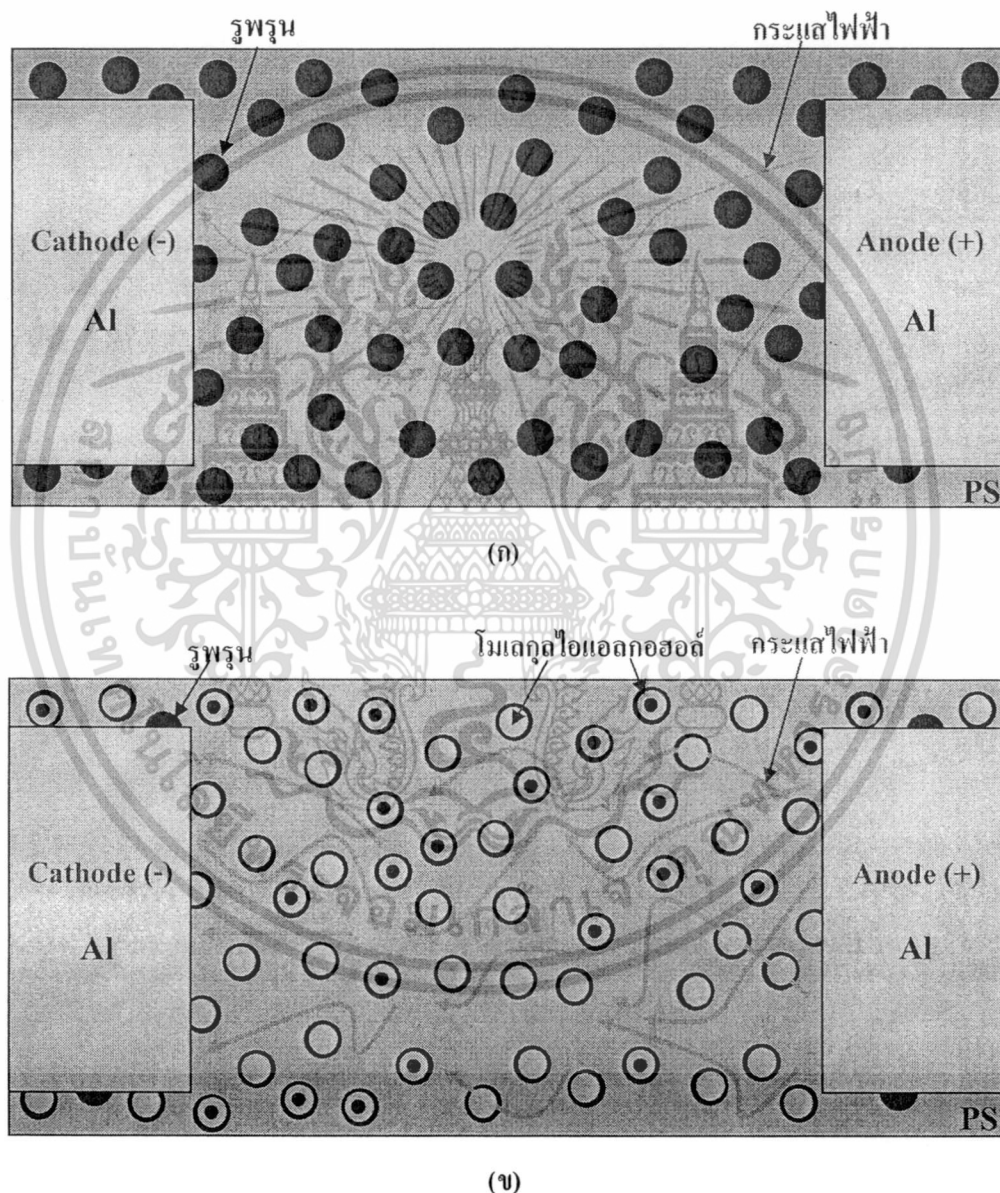 รูพรุน กระแสไฟฟ้า
Cathode (-) Anode (+)
Al Al
PS
(ก)
รูพรุน โมเลกุลไอแอลกอฮอล์ กระแสไฟฟ้า
Cathode (-) Anode (+)
Al Al
PS
(ข)